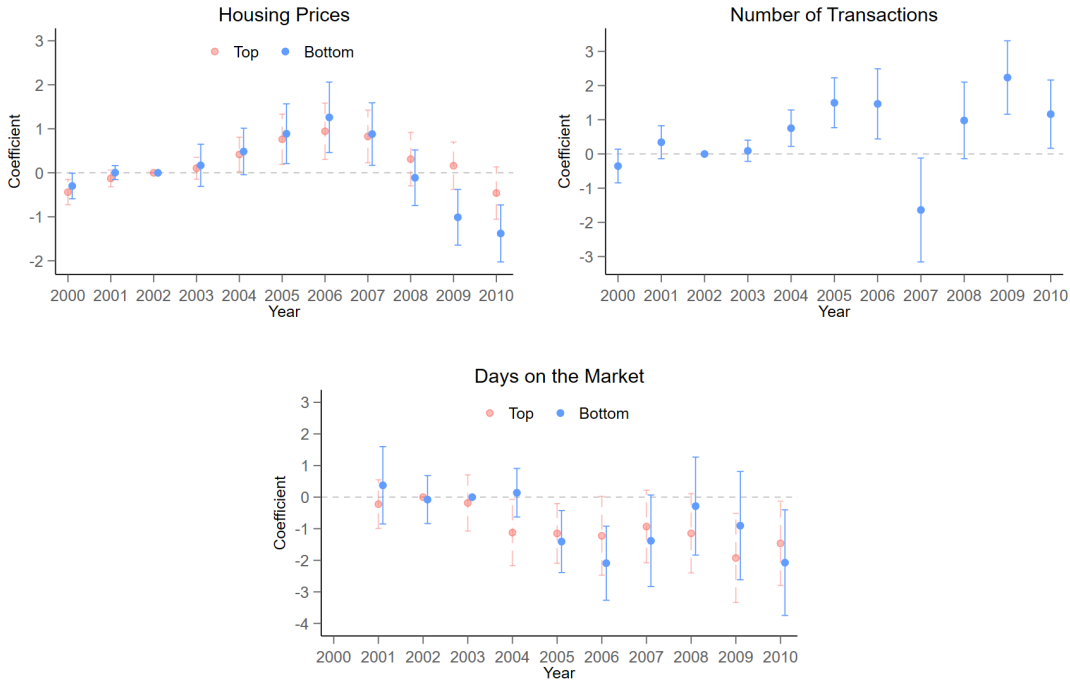 Housing Prices
Top
Bottom
3
2
1
0
-1
-2
Coefficient
2000 2001 2002 2003 2004 2005 2006 2007 2008 2009 2010
Year
Number of Transactions
3
2
1
0
-1
-2
-3
Coefficient
2000 2001 2002 2003 2004 2005 2006 2007 2008 2009 2010
Year
Days on the Market
Top
Bottom
3
2
1
0
-1
-2
-3
-4
Coefficient
2000 2001 2002 2003 2004 2005 2006 2007 2008 2009 2010
Year